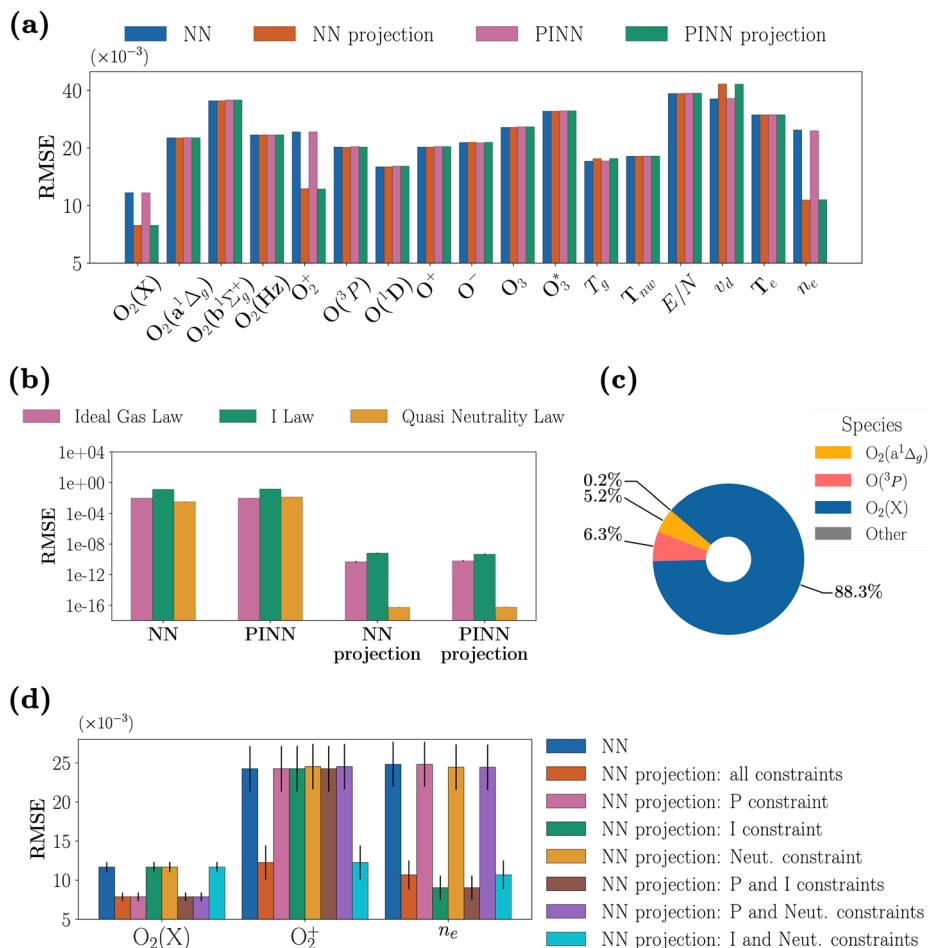 (a)
NN NN projection PINN PINN projection
(×10⁻³)
40
20
10
5
RMSE
O₂(X) O₂(a¹Δg) O₂(b¹Σg⁺) O₂(Hz) O₂⁺ O(³P) O(¹D) O⁺ O⁻ O₃ O₃* Tg Tnw E/N vd Te ne
(b)
Ideal Gas Law I Law Quasi Neutrality Law
1e+04
1e+00
1e-04
1e-08
1e-12
1e-16
RMSE
NN PINN NN projection PINN projection
(c)
Species
O₂(a¹Δg)
O(³P)
O₂(X)
Other
0.2%
5.2%
6.3%
88.3%
(d)
(×10⁻³)
25
20
15
10
5
RMSE
O₂(X) O₂⁺ ne
NN
NN projection: all constraints
NN projection: P constraint
NN projection: I constraint
NN projection: Neut. constraint
NN projection: P and I constraints
NN projection: P and Neut. constraints
NN projection: I and Neut. constraints